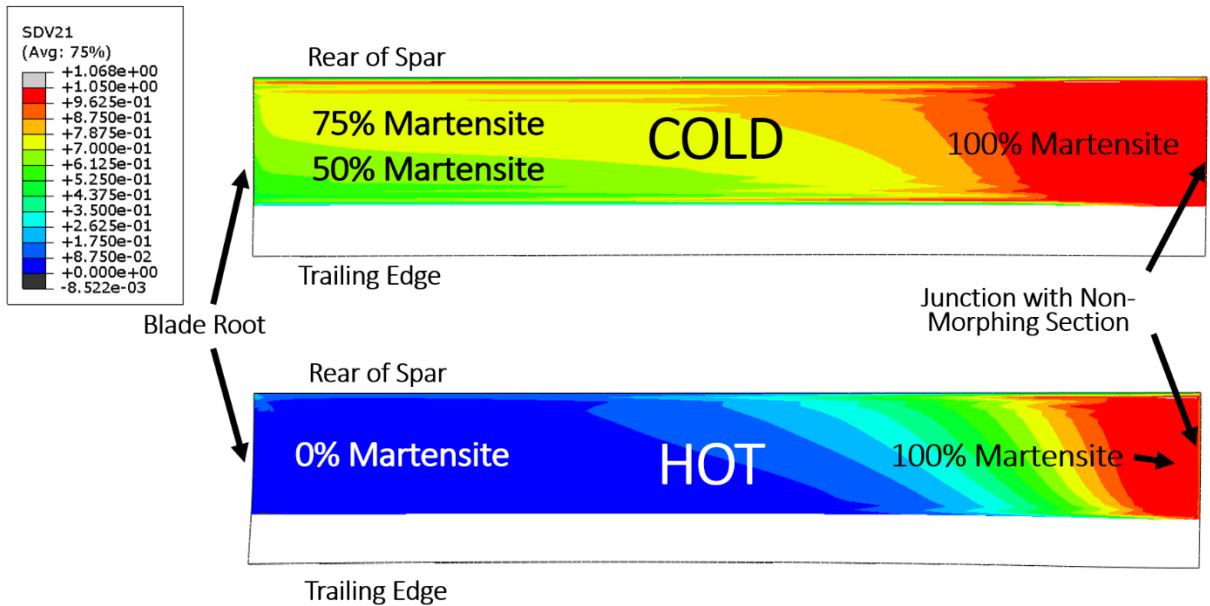 SDV21
(Avg: 75%)
+1.068e+00
+1.050e+00
+9.625e-01
+8.750e-01
+7.875e-01
+7.000e-01
+6.125e-01
+5.250e-01
+4.375e-01
+3.500e-01
+2.625e-01
+1.750e-01
+8.750e-02
+0.000e+00
-8.522e-03
Rear of Spar
75% Martensite
50% Martensite
COLD
100% Martensite
Trailing Edge
Blade Root
Junction with Non-
Morphing Section
Rear of Spar
0% Martensite
HOT
100% Martensite
Trailing Edge